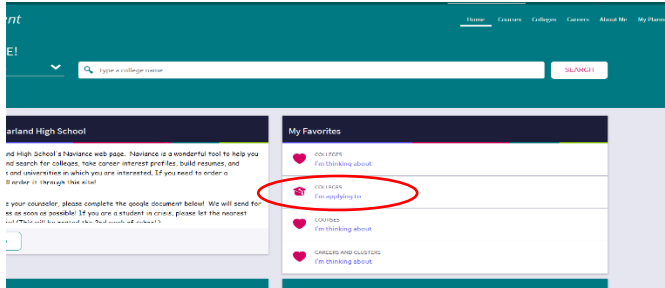 ent
Home Courses Colleges Careers About Me My Plann
E!
Type a college name
SEARCH
arland High School
nd High School's Naviance web page. Naviance is a wonderful tool to help you
nd search for colleges, take career interest profiles, build resumes, and
s and universities in which you are interested. If you need to order a
ll order it through this site!
e your counselor, please complete the google document below! We will send for
ss as soon as possible! If you are a student in crisis, please let the nearest
My Favorites
COLLEGES
I'm thinking about
COLLEGES
I'm applying to
COURSES
I'm thinking about
CAREERS AND CLUSTERS
I'm thinking about